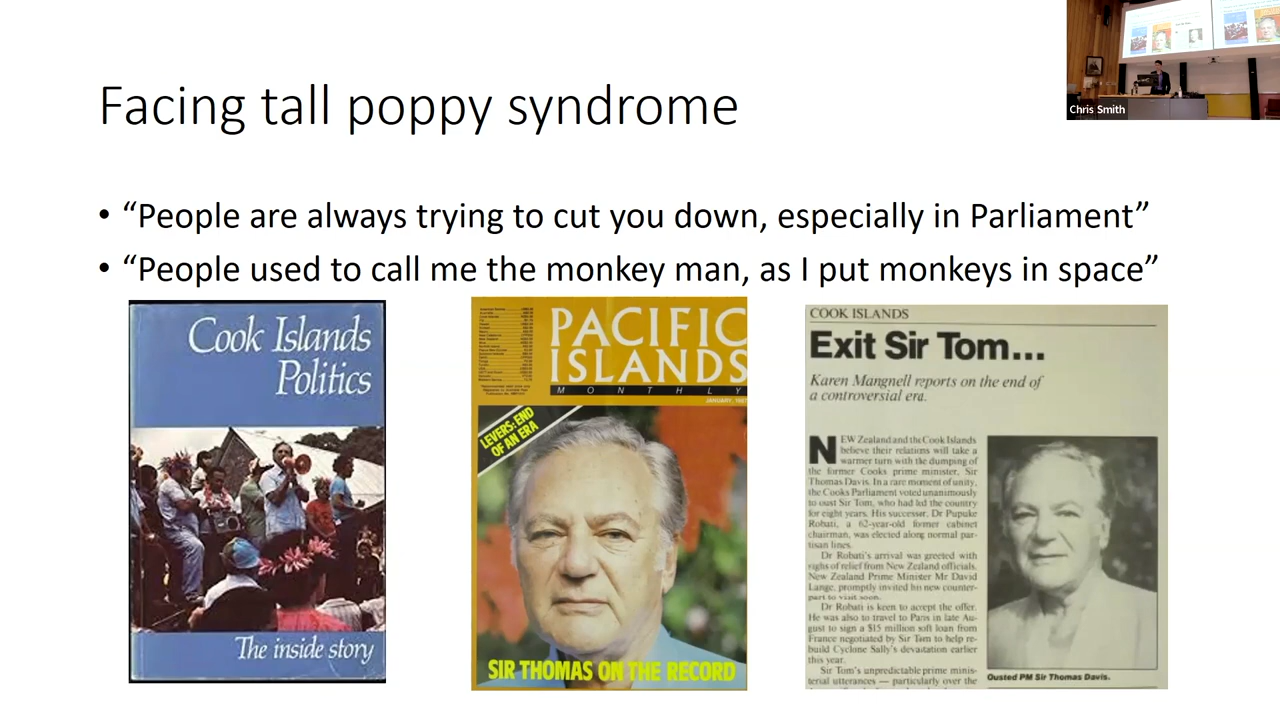 Facing tall poppy syndrome
Chris Smith
• “People are always trying to cut you down, especially in Parliament”
• “People used to call me the monkey man, as I put monkeys in space”
Cook Islands
Politics
The inside story
PACIFIC
ISLANDS
MONTHLY
JANUARY, 1987
LEVERS: END
OF AN ERA
SIR THOMAS ON THE RECORD
COOK ISLANDS
Exit Sir Tom...
Karen Mangnell reports on the end of
a controversial era.
NEW Zealand and the Cook Islands
believe their relations will take a
warmer turn with the dumping of
the former Cooks prime minister, Sir
Thomas Davis. In a rare moment of unity,
the Cooks Parliament voted unanimously
to oust Sir Tom, who had led the country
for eight years. His successor, Dr Pupuke
Robati, a 62-year-old former cabinet
chairman, was elected along normal par-
tisan lines.
Dr Robati's arrival was greeted with
sighs of relief from New Zealand officials.
New Zealand Prime Minister Mr David
Lange, promptly invited his new counter-
part to visit soon.
Dr Robati is keen to accept the offer.
He was also to travel to Paris in late Au-
gust to sign a $15 million soft loan from
France negotiated by Sir Tom to help re-
build Cyclone Sally's devastation earlier
this year.
Sir Tom's unpredictable prime minis-
terial utterances — particularly over the
Ousted PM Sir Thomas Davis.